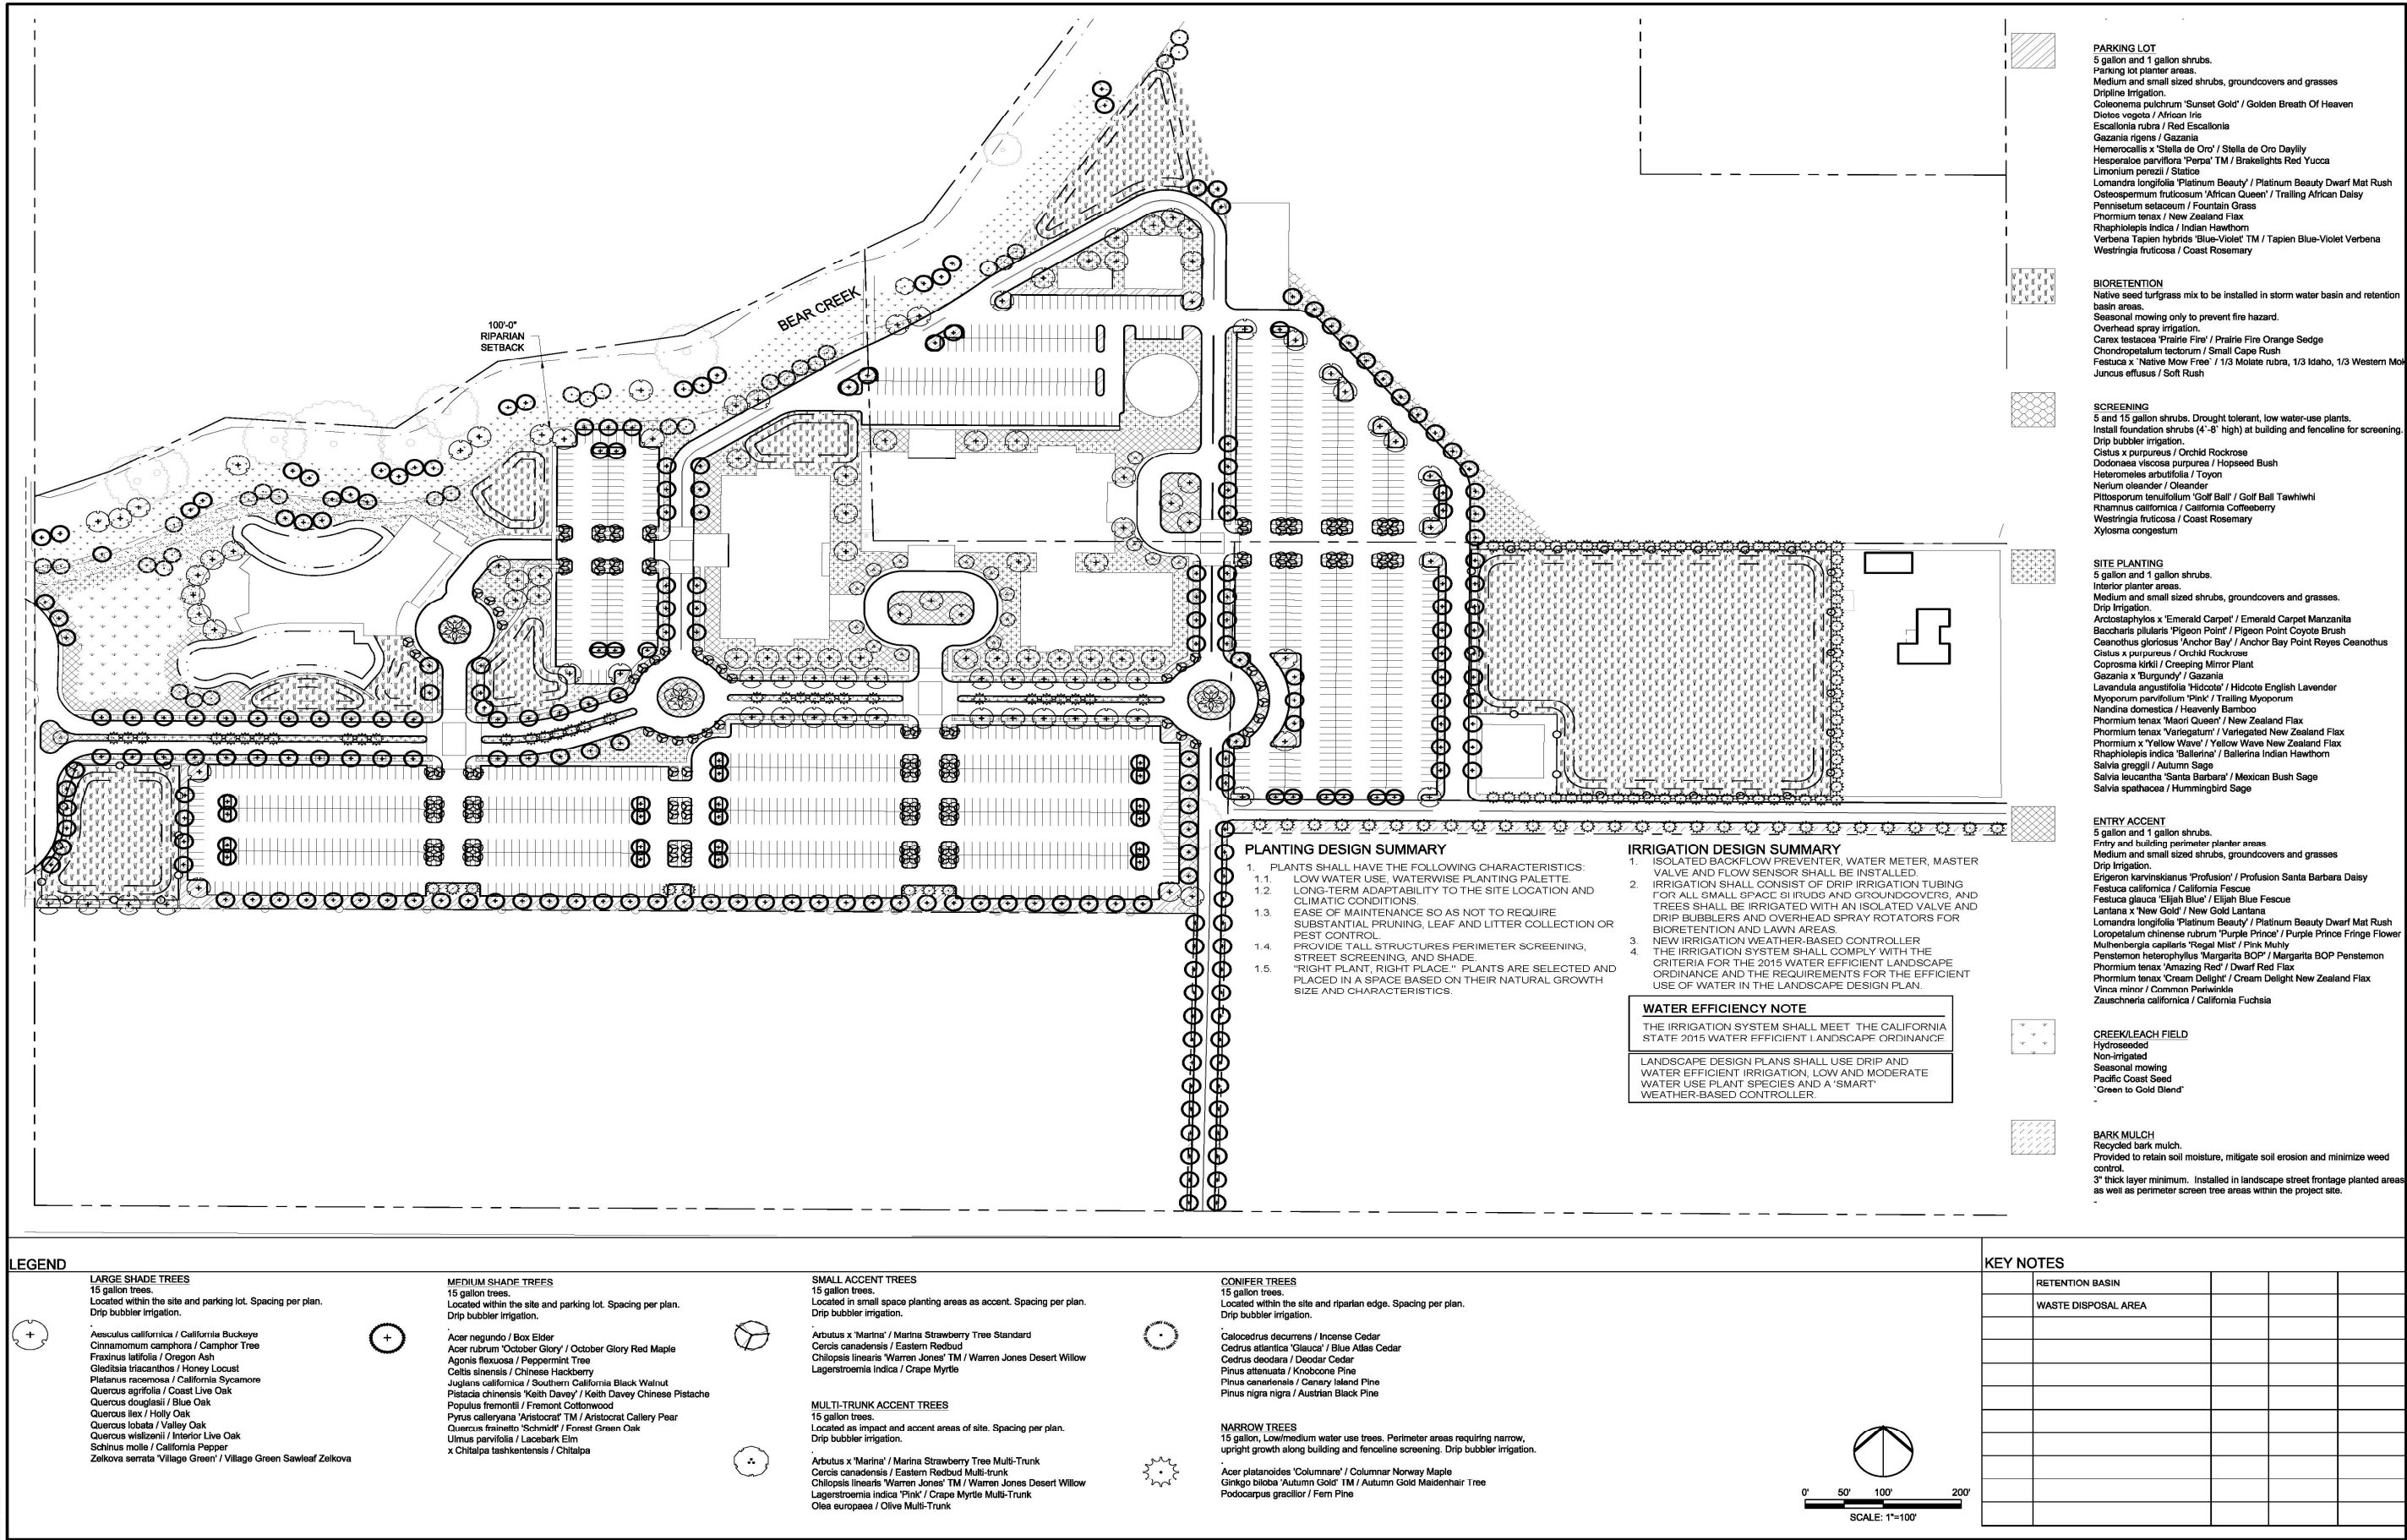 100'-0"
RIPARIAN
SETBACK
BEAR CREEK
PLANTING DESIGN SUMMARY
1. PLANTS SHALL HAVE THE FOLLOWING CHARACTERISTICS:
1.1. LOW WATER USE, WATERWISE PLANTING PALETTE.
1.2. LONG-TERM ADAPTABILITY TO THE SITE LOCATION AND
CLIMATIC CONDITIONS.
1.3. EASE OF MAINTENANCE SO AS NOT TO REQUIRE
SUBSTANTIAL PRUNING, LEAF AND LITTER COLLECTION OR
PEST CONTROL.
1.4. PROVIDE TALL STRUCTURES PERIMETER SCREENING,
STREET SCREENING, AND SHADE.
1.5. "RIGHT PLANT, RIGHT PLACE." PLANTS ARE SELECTED AND
PLACED IN A SPACE BASED ON THEIR NATURAL GROWTH
SIZE AND CHARACTERISTICS.
IRRIGATION DESIGN SUMMARY
1. ISOLATED BACKFLOW PREVENTER, WATER METER, MASTER
VALVE AND FLOW SENSOR SHALL BE INSTALLED.
2. IRRIGATION SHALL CONSIST OF DRIP IRRIGATION TUBING
FOR ALL SMALL SPACE SHRUBS AND GROUNDCOVERS, AND
TREES SHALL BE IRRIGATED WITH AN ISOLATED VALVE AND
DRIP BUBBLERS AND OVERHEAD SPRAY ROTATORS FOR
BIORETENTION AND LAWN AREAS.
3. NEW IRRIGATION WEATHER-BASED CONTROLLER
4. THE IRRIGATION SYSTEM SHALL COMPLY WITH THE
CRITERIA FOR THE 2015 WATER EFFICIENT LANDSCAPE
ORDINANCE AND THE REQUIREMENTS FOR THE EFFICIENT
USE OF WATER IN THE LANDSCAPE DESIGN PLAN.
WATER EFFICIENCY NOTE
THE IRRIGATION SYSTEM SHALL MEET THE CALIFORNIA
STATE 2015 WATER EFFICIENT LANDSCAPE ORDINANCE
LANDSCAPE DESIGN PLANS SHALL USE DRIP AND
WATER EFFICIENT IRRIGATION, LOW AND MODERATE
WATER USE PLANT SPECIES AND A 'SMART'
WEATHER-BASED CONTROLLER.
PARKING LOT
5 gallon and 1 gallon shrubs.
Parking lot planter areas.
Medium and small sized shrubs, groundcovers and grasses
Dripline Irrigation.
Coleonema pulchrum 'Sunset Gold' / Golden Breath Of Heaven
Dietes vegeta / African Iris
Escallonia rubra / Red Escallonia
Gazania rigens / Gazania
Hemerocallis x 'Stella de Oro' / Stella de Oro Daylily
Hesperaloe parviflora 'Perpa' TM / Brakelights Red Yucca
Limonium perezii / Statice
Lomandra longifolia 'Platinum Beauty' / Platinum Beauty Dwarf Mat Rush
Osteospermum fruticosum 'African Queen' / Trailing African Daisy
Pennisetum setaceum / Fountain Grass
Phormium tenax / New Zealand Flax
Rhaphiolepis indica / Indian Hawthorn
Verbena Tapien hybrids 'Blue-Violet' TM / Tapien Blue-Violet Verbena
Westringia fruticosa / Coast Rosemary
BIORETENTION
Native seed turfgrass mix to be installed in storm water basin and retention
basin areas.
Seasonal mowing only to prevent fire hazard.
Overhead spray irrigation.
Carex testacea 'Prairie Fire' / Prairie Fire Orange Sedge
Chondropetalum tectorum / Small Cape Rush
Festuca x `Native Mow Free` / 1/3 Molate rubra, 1/3 Idaho, 1/3 Western Mok
Juncus effusus / Soft Rush
SCREENING
5 and 15 gallon shrubs. Drought tolerant, low water-use plants.
Install foundation shrubs (4`-8` high) at building and fenceline for screening.
Drip bubbler irrigation.
Cistus x purpureus / Orchid Rockrose
Dodonaea viscosa purpurea / Hopseed Bush
Heteromeles arbutifolia / Toyon
Nerium oleander / Oleander
Pittosporum tenuifolium 'Golf Ball' / Golf Ball Tawhiwhi
Rhamnus californica / California Coffeeberry
Westringia fruticosa / Coast Rosemary
Xylosma congestum
SITE PLANTING
5 gallon and 1 gallon shrubs.
Interior planter areas.
Medium and small sized shrubs, groundcovers and grasses.
Drip Irrigation.
Arctostaphylos x 'Emerald Carpet' / Emerald Carpet Manzanita
Baccharis pilularis 'Pigeon Point' / Pigeon Point Coyote Brush
Ceanothus gloriosus 'Anchor Bay' / Anchor Bay Point Reyes Ceanothus
Cistus x purpureus / Orchid Rockrose
Coprosma kirkii / Creeping Mirror Plant
Gazania x 'Burgundy' / Gazania
Lavandula angustifolia 'Hidcote' / Hidcote English Lavender
Myoporum parvifolium 'Pink' / Trailing Myoporum
Nandina domestica / Heavenly Bamboo
Phormium tenax 'Maori Queen' / New Zealand Flax
Phormium tenax 'Variegatum' / Variegated New Zealand Flax
Phormium x 'Yellow Wave' / Yellow Wave New Zealand Flax
Rhaphiolepis indica 'Ballerina' / Ballerina Indian Hawthorn
Salvia greggii / Autumn Sage
Salvia leucantha 'Santa Barbara' / Mexican Bush Sage
Salvia spathacea / Hummingbird Sage
ENTRY ACCENT
5 gallon and 1 gallon shrubs.
Entry and building perimeter planter areas
Medium and small sized shrubs, groundcovers and grasses
Drip Irrigation.
Erigeron karvinskianus 'Profusion' / Profusion Santa Barbara Daisy
Festuca californica / California Fescue
Festuca glauca 'Elijah Blue' / Elijah Blue Fescue
Lantana x 'New Gold' / New Gold Lantana
Lomandra longifolia 'Platinum Beauty' / Platinum Beauty Dwarf Mat Rush
Loropetalum chinense rubrum 'Purple Prince' / Purple Prince Fringe Flower
Mulhenbergia capilaris 'Regal Mist' / Pink Muhly
Penstemon heterophyllus 'Margarita BOP' / Margarita BOP Penstemon
Phormium tenax 'Amazing Red' / Dwarf Red Flax
Phormium tenax 'Cream Delight' / Cream Delight New Zealand Flax
Vinca minor / Common Periwinkle
Zauschneria californica / California Fuchsia
CREEK/LEACH FIELD
Hydroseeded
Non-irrigated
Seasonal mowing
Pacific Coast Seed
`Green to Gold Blend`
-
BARK MULCH
Recycled bark mulch.
Provided to retain soil moisture, mitigate soil erosion and minimize weed
control.
3" thick layer minimum. Installed in landscape street frontage planted areas
as well as perimeter screen tree areas within the project site.
-
LEGEND
LARGE SHADE TREES
15 gallon trees.
Located within the site and parking lot. Spacing per plan.
Drip bubbler irrigation.
.
Aesculus californica / California Buckeye
Cinnamomum camphora / Camphor Tree
Fraxinus latifolia / Oregon Ash
Gleditsia triacanthos / Honey Locust
Platanus racemosa / California Sycamore
Quercus agrifolia / Coast Live Oak
Quercus douglasii / Blue Oak
Quercus ilex / Holly Oak
Quercus lobata / Valley Oak
Quercus wislizenii / Interior Live Oak
Schinus molle / California Pepper
Zelkova serrata 'Village Green' / Village Green Sawleaf Zelkova
MEDIUM SHADE TREES
15 gallon trees.
Located within the site and parking lot. Spacing per plan.
Drip bubbler irrigation.
.
Acer negundo / Box Elder
Acer rubrum 'October Glory' / October Glory Red Maple
Agonis flexuosa / Peppermint Tree
Celtis sinensis / Chinese Hackberry
Juglans californica / Southern California Black Walnut
Pistacia chinensis 'Keith Davey' / Keith Davey Chinese Pistache
Populus fremontii / Fremont Cottonwood
Pyrus calleryana 'Aristocrat' TM / Aristocrat Callery Pear
Quercus frainetto 'Schmidt' / Forest Green Oak
Ulmus parvifolia / Lacebark Elm
x Chitalpa tashkentensis / Chitalpa
SMALL ACCENT TREES
15 gallon trees.
Located in small space planting areas as accent. Spacing per plan.
Drip bubbler irrigation.
.
Arbutus x 'Marina' / Marina Strawberry Tree Standard
Cercis canadensis / Eastern Redbud
Chilopsis linearis 'Warren Jones' TM / Warren Jones Desert Willow
Lagerstroemia indica / Crape Myrtle
MULTI-TRUNK ACCENT TREES
15 gallon trees.
Located as impact and accent areas of site. Spacing per plan.
Drip bubbler irrigation.
.
Arbutus x 'Marina' / Marina Strawberry Tree Multi-Trunk
Cercis canadensis / Eastern Redbud Multi-trunk
Chilopsis linearis 'Warren Jones' TM / Warren Jones Desert Willow
Lagerstroemia indica 'Pink' / Crape Myrtle Multi-Trunk
Olea europaea / Olive Multi-Trunk
CONIFER TREES
15 gallon trees.
Located within the site and riparian edge. Spacing per plan.
Drip bubbler irrigation.
.
Calocedrus decurrens / Incense Cedar
Cedrus atlantica 'Glauca' / Blue Atlas Cedar
Cedrus deodara / Deodar Cedar
Pinus attenuata / Knobcone Pine
Pinus canariensis / Canary Island Pine
Pinus nigra nigra / Austrian Black Pine
NARROW TREES
15 gallon, Low/medium water use trees. Perimeter areas requiring narrow,
upright growth along building and fenceline screening. Drip bubbler irrigation.
.
Acer platanoides 'Columnare' / Columnar Norway Maple
Ginkgo biloba 'Autumn Gold' TM / Autumn Gold Maidenhair Tree
Podocarpus gracilior / Fern Pine
0' 50' 100' 200'
SCALE: 1"=100'
KEY NOTES
RETENTION BASIN
WASTE DISPOSAL AREA